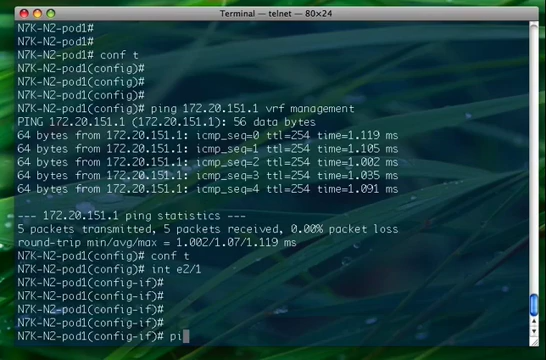 Terminal — telnet — 80×24
N7K-N2-pod1#
N7K-N2-pod1#
N7K-N2-pod1# conf t
N7K-N2-pod1(config)#
N7K-N2-pod1(config)#
N7K-N2-pod1(config)#
N7K-N2-pod1(config)# ping 172.20.151.1 vrf management
PING 172.20.151.1 (172.20.151.1): 56 data bytes
64 bytes from 172.20.151.1: icmp_seq=0 ttl=254 time=1.119 ms
64 bytes from 172.20.151.1: icmp_seq=1 ttl=254 time=1.105 ms
64 bytes from 172.20.151.1: icmp_seq=2 ttl=254 time=1.002 ms
64 bytes from 172.20.151.1: icmp_seq=3 ttl=254 time=1.035 ms
64 bytes from 172.20.151.1: icmp_seq=4 ttl=254 time=1.091 ms
--- 172.20.151.1 ping statistics ---
5 packets transmitted, 5 packets received, 0.00% packet loss
round-trip min/avg/max = 1.002/1.07/1.119 ms
N7K-N2-pod1(config)# conf t
N7K-N2-pod1(config)# int e2/1
N7K-N2-pod1(config-if)#
N7K-N2-pod1(config-if)#
N7K-N2-pod1(config-if)#
N7K-N2-pod1(config-if)#
N7K-N2-pod1(config-if)# pi